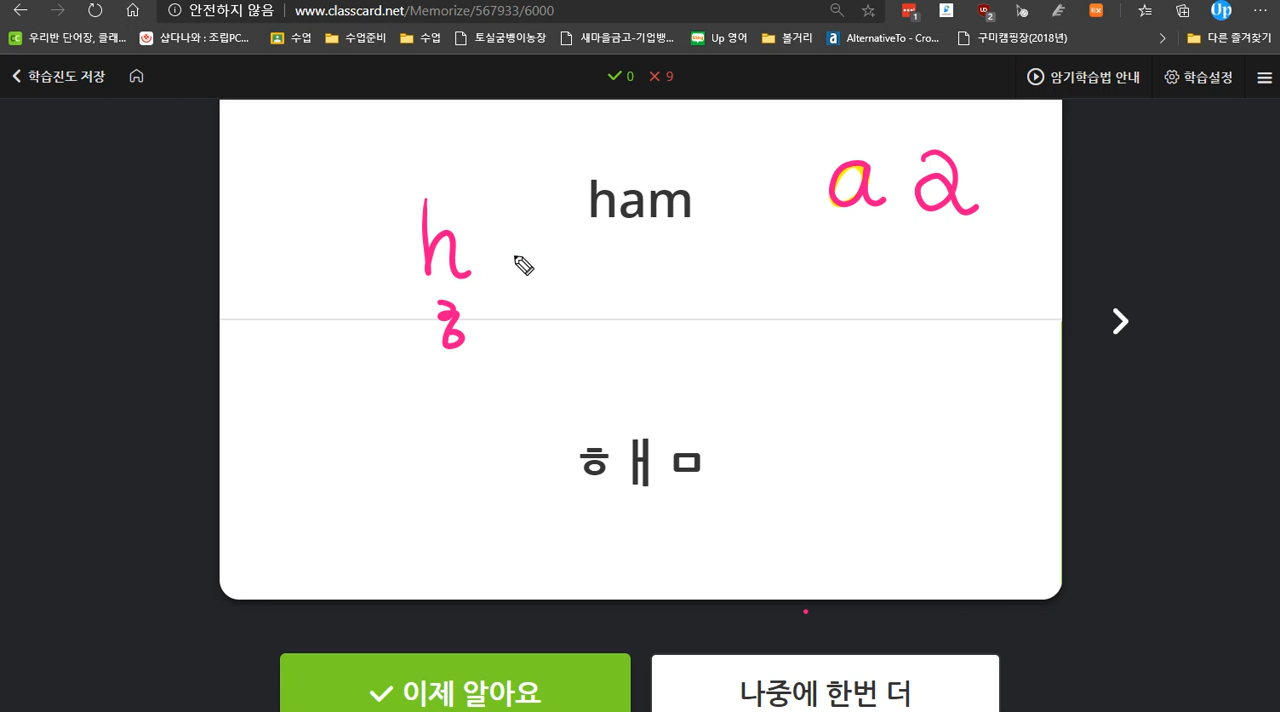 안전하지 않음 www.classcard.net/Memorize/567933/6000
우리반 단어장, 클래... 삽다나와 : 조립PC... 수업 수업준비 수업 토실굼벵이농장 새마을금고-기업뱅... Up 영어 볼거리 AlternativeTo - Cro... 구미캠핑장(2018년) 다른 즐겨찾기
학습진도 저장 0 9 암기학습법 안내 학습설정
ham a a
h
ㅎ
ㅎ ㅐ ㅁ
이제 알아요 나중에 한번 더